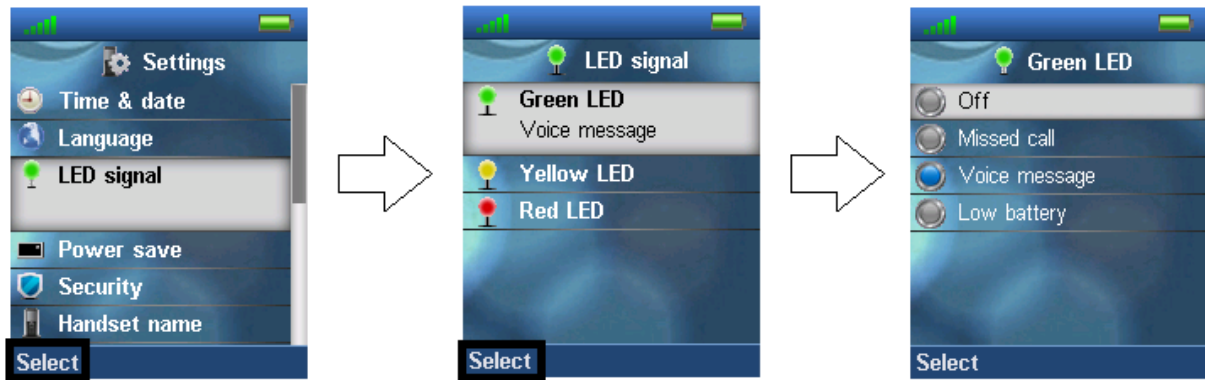 Settings
Time & date
Language
LED signal
Power save
Security
Handset name
Select
LED signal
Green LED
Voice message
Yellow LED
Red LED
Select
Green LED
Off
Missed call
Voice message
Low battery
Select